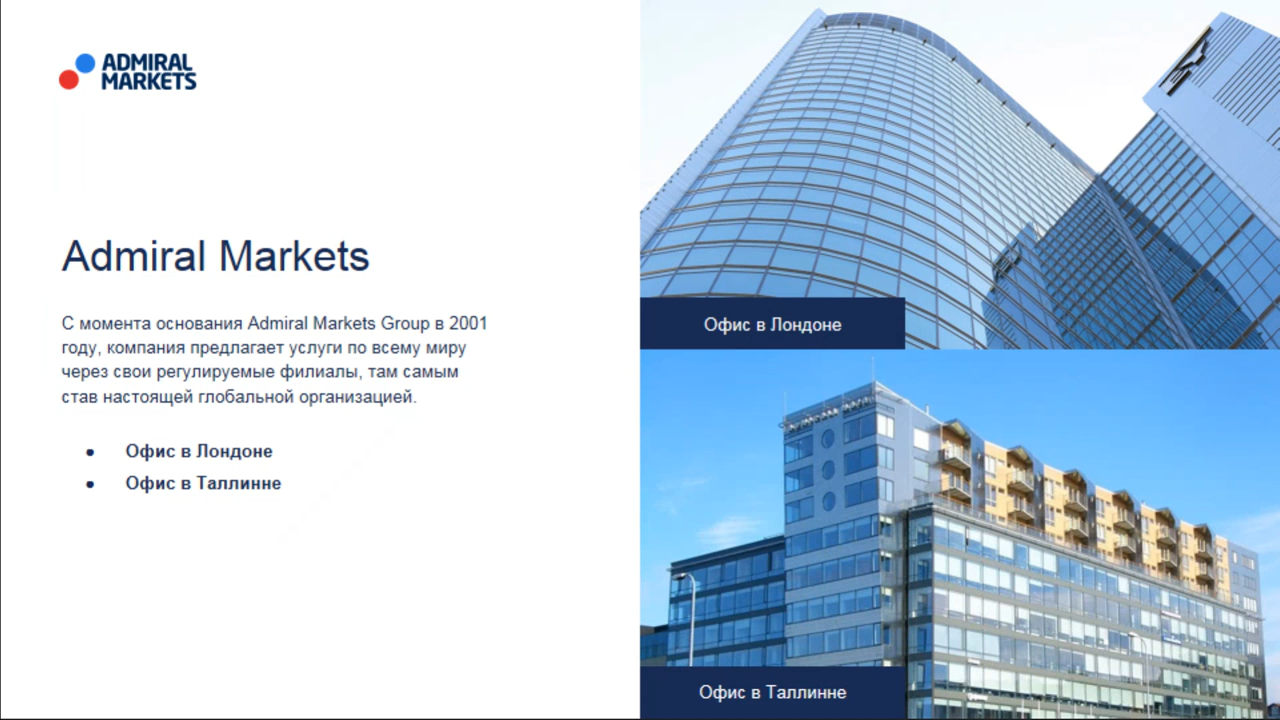 ADMIRAL
MARKETS
Admiral Markets
С момента основания Admiral Markets Group в 2001
году, компания предлагает услуги по всему миру
через свои регулируемые филиалы, там самым
став настоящей глобальной организацией.
• Офис в Лондоне
• Офис в Таллинне
Офис в Лондоне
Офис в Таллинне